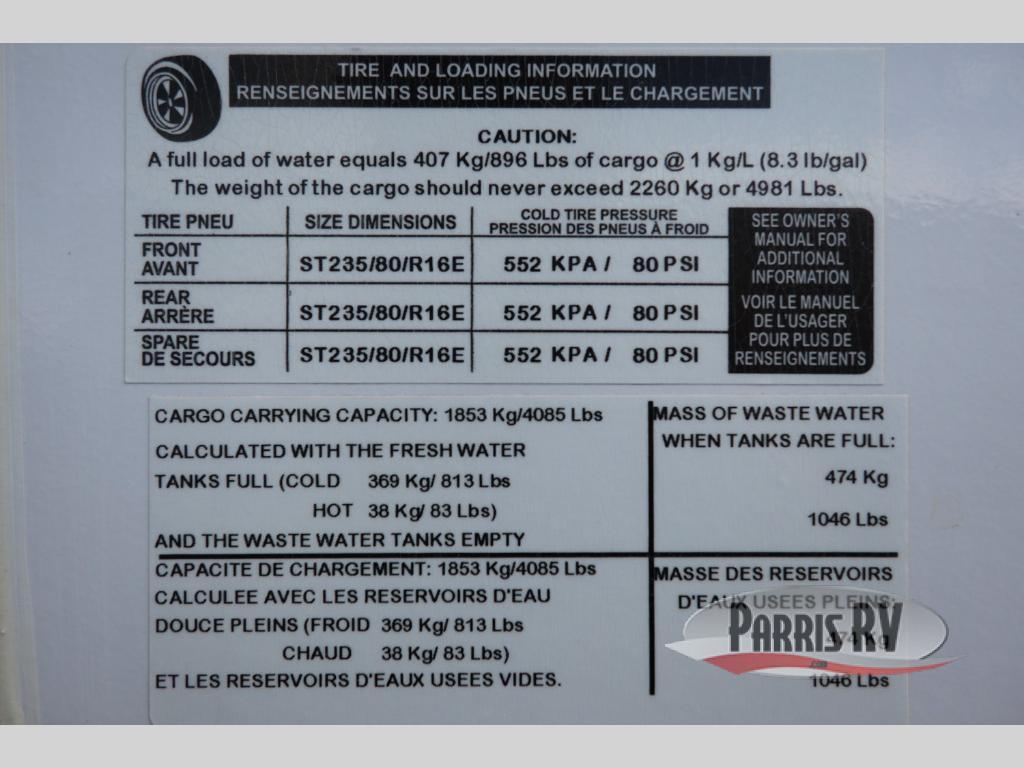 TIRE AND LOADING INFORMATION
RENSEIGNEMENTS SUR LES PNEUS ET LE CHARGEMENT
CAUTION:
A full load of water equals 407 Kg/896 Lbs of cargo @ 1 Kg/L (8.3 lb/gal)
The weight of the cargo should never exceed 2260 Kg or 4981 Lbs.
TIRE PNEU SIZE DIMENSIONS COLD TIRE PRESSURE
PRESSION DES PNEUS À FROID
FRONT
AVANT ST235/80/R16E 552 KPA / 80 PSI
REAR
ARRÈRE ST235/80/R16E 552 KPA / 80 PSI
SPARE
DE SECOURS ST235/80/R16E 552 KPA / 80 PSI
SEE OWNER'S
MANUAL FOR
ADDITIONAL
INFORMATION
VOIR LE MANUEL
DE L'USAGER
POUR PLUS DE
RENSEIGNEMENTS
CARGO CARRYING CAPACITY: 1853 Kg/4085 Lbs
CALCULATED WITH THE FRESH WATER
TANKS FULL (COLD 369 Kg/ 813 Lbs
HOT 38 Kg/ 83 Lbs)
AND THE WASTE WATER TANKS EMPTY
MASS OF WASTE WATER
WHEN TANKS ARE FULL:
474 Kg
1046 Lbs
CAPACITE DE CHARGEMENT: 1853 Kg/4085 Lbs
CALCULEE AVEC LES RESERVOIRS D'EAU
DOUCE PLEINS (FROID 369 Kg/ 813 Lbs
CHAUD 38 Kg/ 83 Lbs)
ET LES RESERVOIRS D'EAUX USEES VIDES.
MASSE DES RESERVOIRS
D'EAUX USEES PLEINS:
474 Kg
1046 Lbs
PARRIS RV
.com